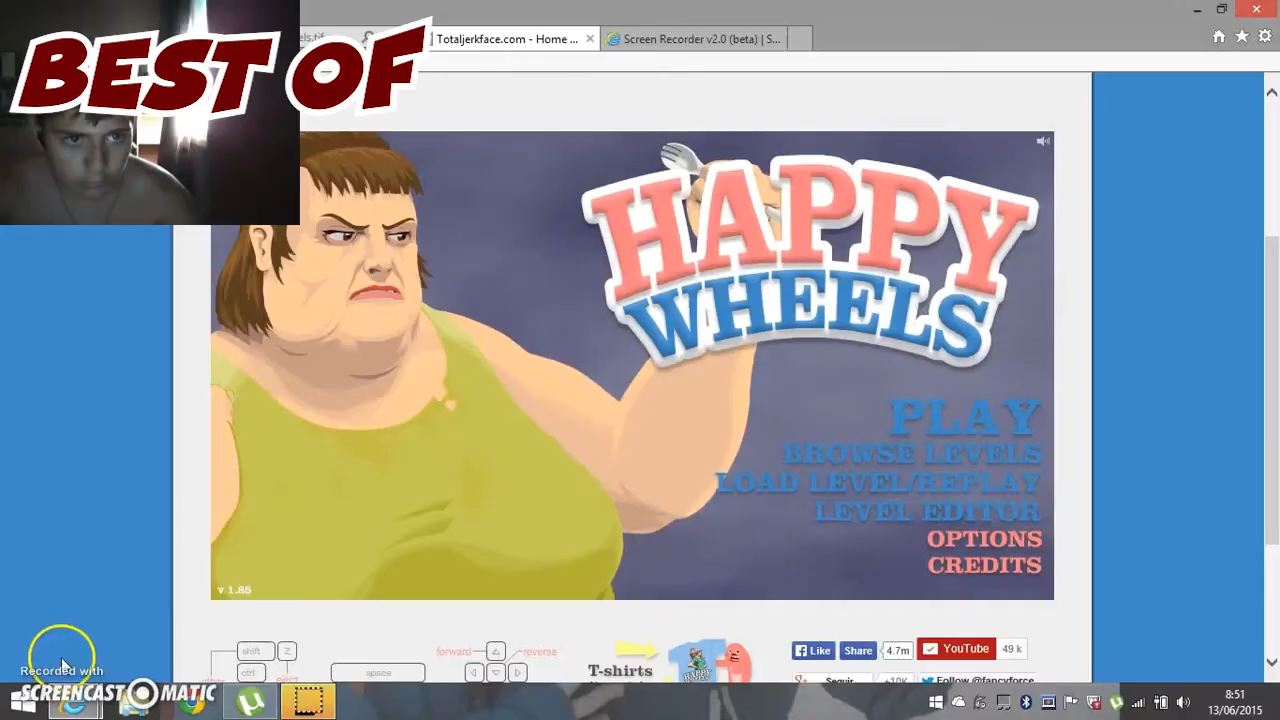 BEST OF
Totaljerkface.com - Home ...
Screen Recorder v2.0 (beta) | S...
HAPPY
WHEELS
PLAY
BROWSE LEVELS
LOAD LEVEL/REPLAY
LEVEL EDITOR
OPTIONS
CREDITS
v 1.85
shift
Z
forward
reverse
space
ctrl
eject
T-shirts
Like
Share
4.7m
YouTube
49 k
Seguir
Follow @fancyforce
Recorded with
SCREENCAST MATIC
8:51
13/06/2015